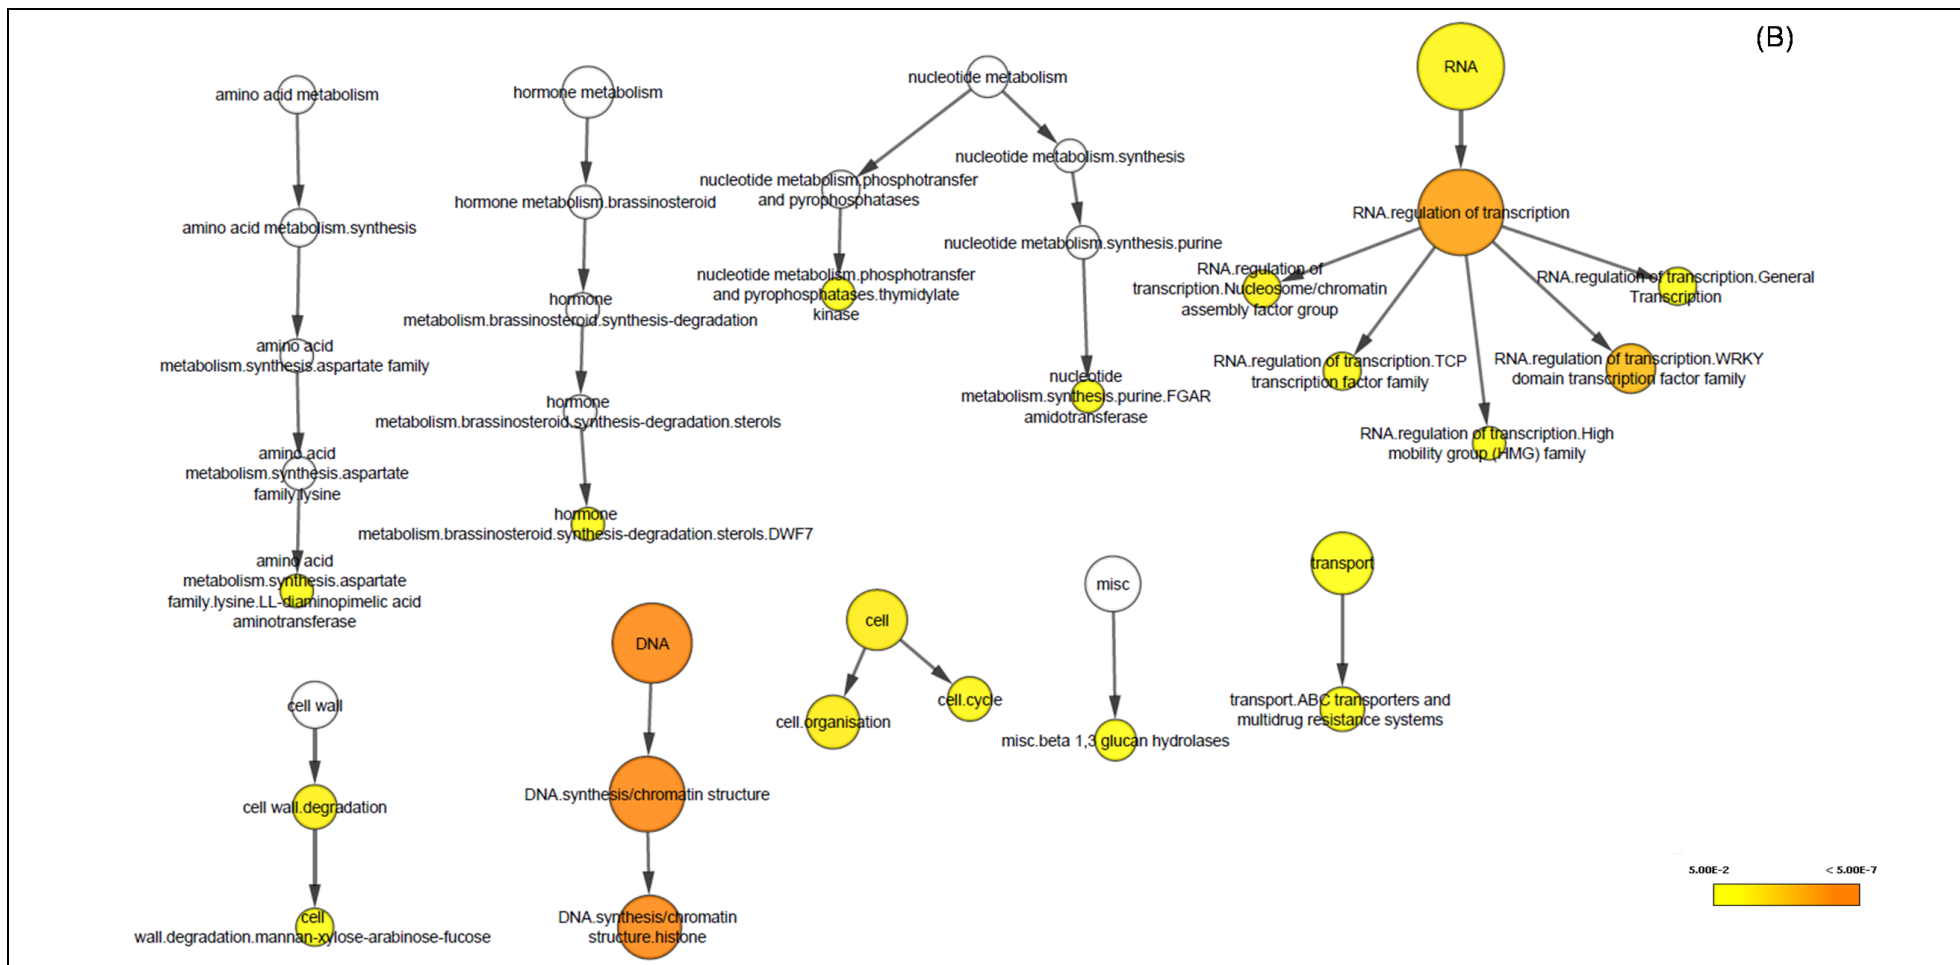 (B)
amino acid metabolism
amino acid metabolism.synthesis
amino acid
metabolism.synthesis.aspartate family
amino acid
metabolism.synthesis.aspartate
family.lysine
amino acid
metabolism.synthesis.aspartate
family.lysine.LL-diaminopimelic acid
aminotransferase
hormone metabolism
hormone metabolism.brassinosteroid
hormone
metabolism.brassinosteroid.synthesis-degradation
hormone
metabolism.brassinosteroid.synthesis-degradation.sterols
hormone
metabolism.brassinosteroid.synthesis-degradation.sterols.DWF7
nucleotide metabolism
nucleotide metabolism.phosphotransfer
and pyrophosphatases
nucleotide metabolism.phosphotransfer
and pyrophosphatases.thymidylate
kinase
nucleotide metabolism.synthesis
nucleotide metabolism.synthesis.purine
nucleotide
metabolism.synthesis.purine.FGAR
amidotransferase
RNA
RNA.regulation of transcription
RNA.regulation of
transcription.Nucleosome/chromatin
assembly factor group
RNA.regulation of transcription.TCP
transcription factor family
RNA.regulation of transcription.High
mobility group (HMG) family
RNA.regulation of transcription.WRKY
domain transcription factor family
RNA.regulation of transcription.General
Transcription
cell wall
cell wall.degradation
cell
wall.degradation.mannan-xylose-arabinose-fucose
DNA
DNA.synthesis/chromatin structure
DNA.synthesis/chromatin
structure.histone
cell
cell.organisation
cell.cycle
misc
misc.beta 1,3 glucan hydrolases
transport
transport.ABC transporters and
multidrug resistance systems
5.00E-2
< 5.00E-7